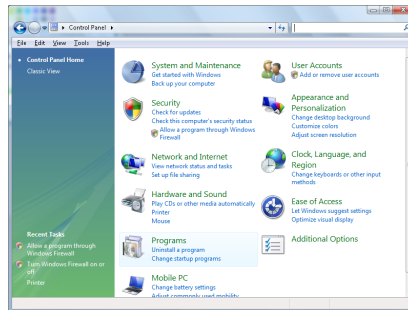 Control Panel
File Edit View Tools Help
Control Panel Home
Classic View
System and Maintenance
Get started with Windows
Back up your computer
Security
Check for updates
Check this computer's security status
Allow a program through Windows
Firewall
Network and Internet
View network status and tasks
Set up file sharing
Hardware and Sound
Play CDs or other media automatically
Printer
Mouse
Programs
Uninstall a program
Change startup programs
Mobile PC
Change battery settings
Adjust commonly used mobility
User Accounts
Add or remove user accounts
Appearance and
Personalization
Change desktop background
Customize colors
Adjust screen resolution
Clock, Language, and
Region
Change keyboards or other input
methods
Ease of Access
Let Windows suggest settings
Optimize visual display
Additional Options
Recent Tasks
Allow a program through
Windows Firewall
Turn Windows Firewall on or
off
Printer